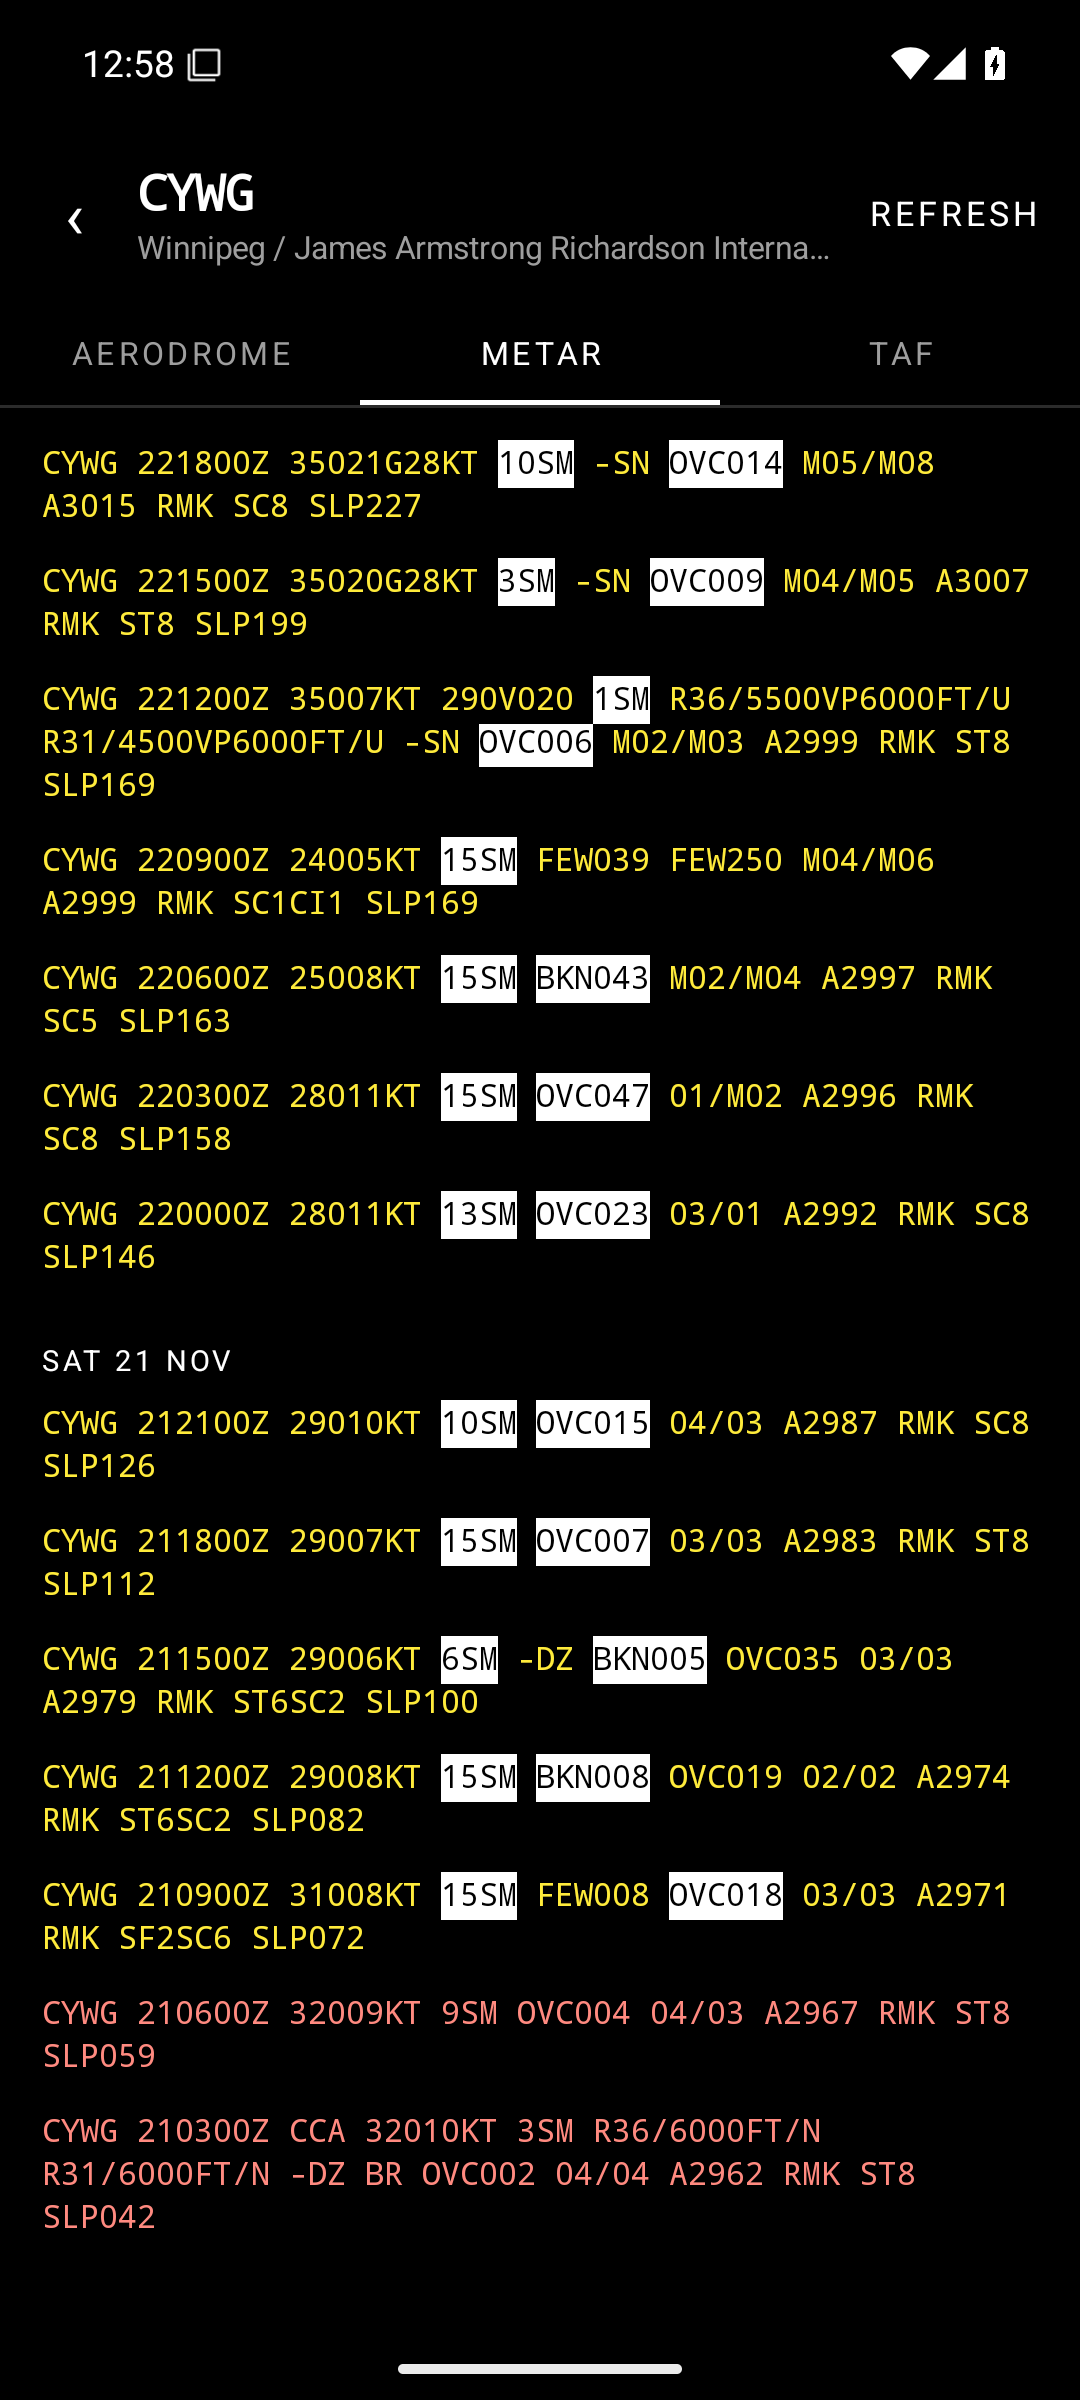 12:58
CYWG
Winnipeg / James Armstrong Richardson Interna...
REFRESH
AERODROME METAR TAF
CYWG 221800Z 35021G28KT 10SM -SN OVC014 M05/M08
A3015 RMK SC8 SLP227
CYWG 221500Z 35020G28KT 3SM -SN OVC009 M04/M05 A3007
RMK ST8 SLP199
CYWG 221200Z 35007KT 290V020 1SM R36/5500VP6000FT/U
R31/4500VP6000FT/U -SN OVC006 M02/M03 A2999 RMK ST8
SLP169
CYWG 220900Z 24005KT 15SM FEW039 FEW250 M04/M06
A2999 RMK SC1CI1 SLP169
CYWG 220600Z 25008KT 15SM BKN043 M02/M04 A2997 RMK
SC5 SLP163
CYWG 220300Z 28011KT 15SM OVC047 01/M02 A2996 RMK
SC8 SLP158
CYWG 220000Z 28011KT 13SM OVC023 03/01 A2992 RMK SC8
SLP146
SAT 21 NOV
CYWG 212100Z 29010KT 10SM OVC015 04/03 A2987 RMK SC8
SLP126
CYWG 211800Z 29007KT 15SM OVC007 03/03 A2983 RMK ST8
SLP112
CYWG 211500Z 29006KT 6SM -DZ BKN005 OVC035 03/03
A2979 RMK ST6SC2 SLP100
CYWG 211200Z 29008KT 15SM BKN008 OVC019 02/02 A2974
RMK ST6SC2 SLP082
CYWG 210900Z 31008KT 15SM FEW008 OVC018 03/03 A2971
RMK SF2SC6 SLP072
CYWG 210600Z 32009KT 9SM OVC004 04/03 A2967 RMK ST8
SLP059
CYWG 210300Z CCA 32010KT 3SM R36/6000FT/N
R31/6000FT/N -DZ BR OVC002 04/04 A2962 RMK ST8
SLP042